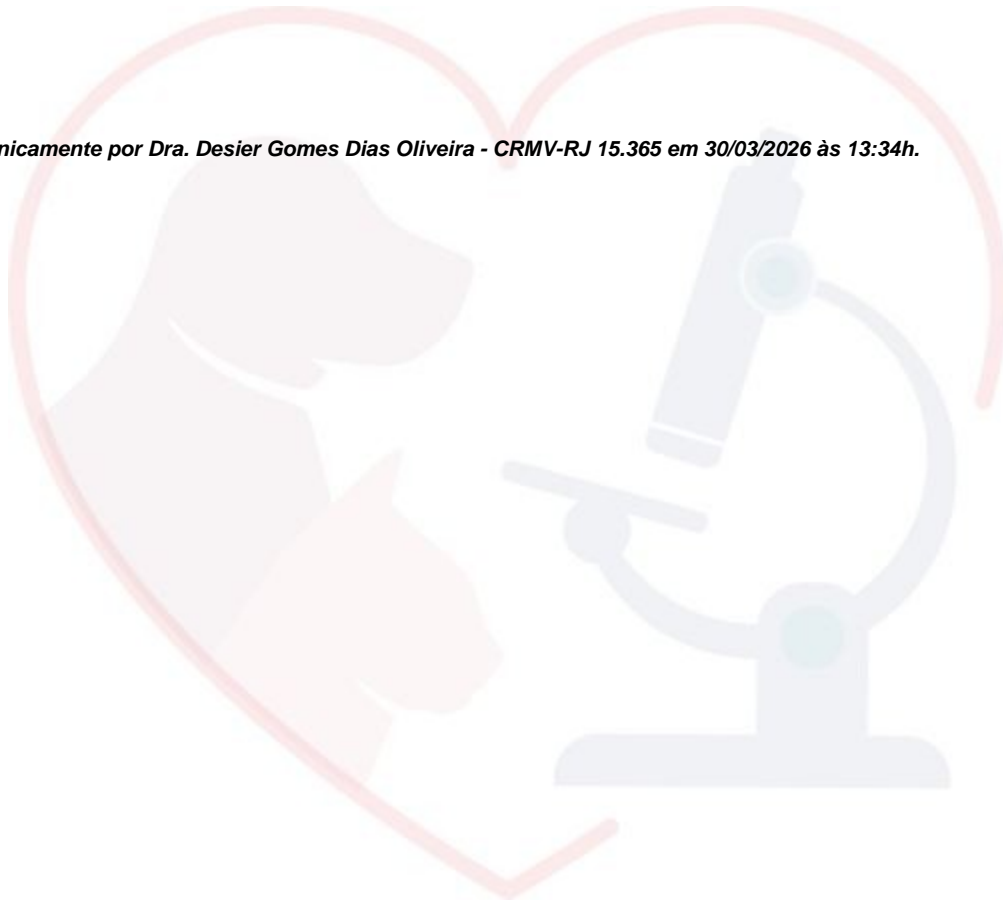 nicamente por Dra. Desier Gomes Dias Oliveira - CRMV-RJ 15.365 em 30/03/2026 às 13:34h.